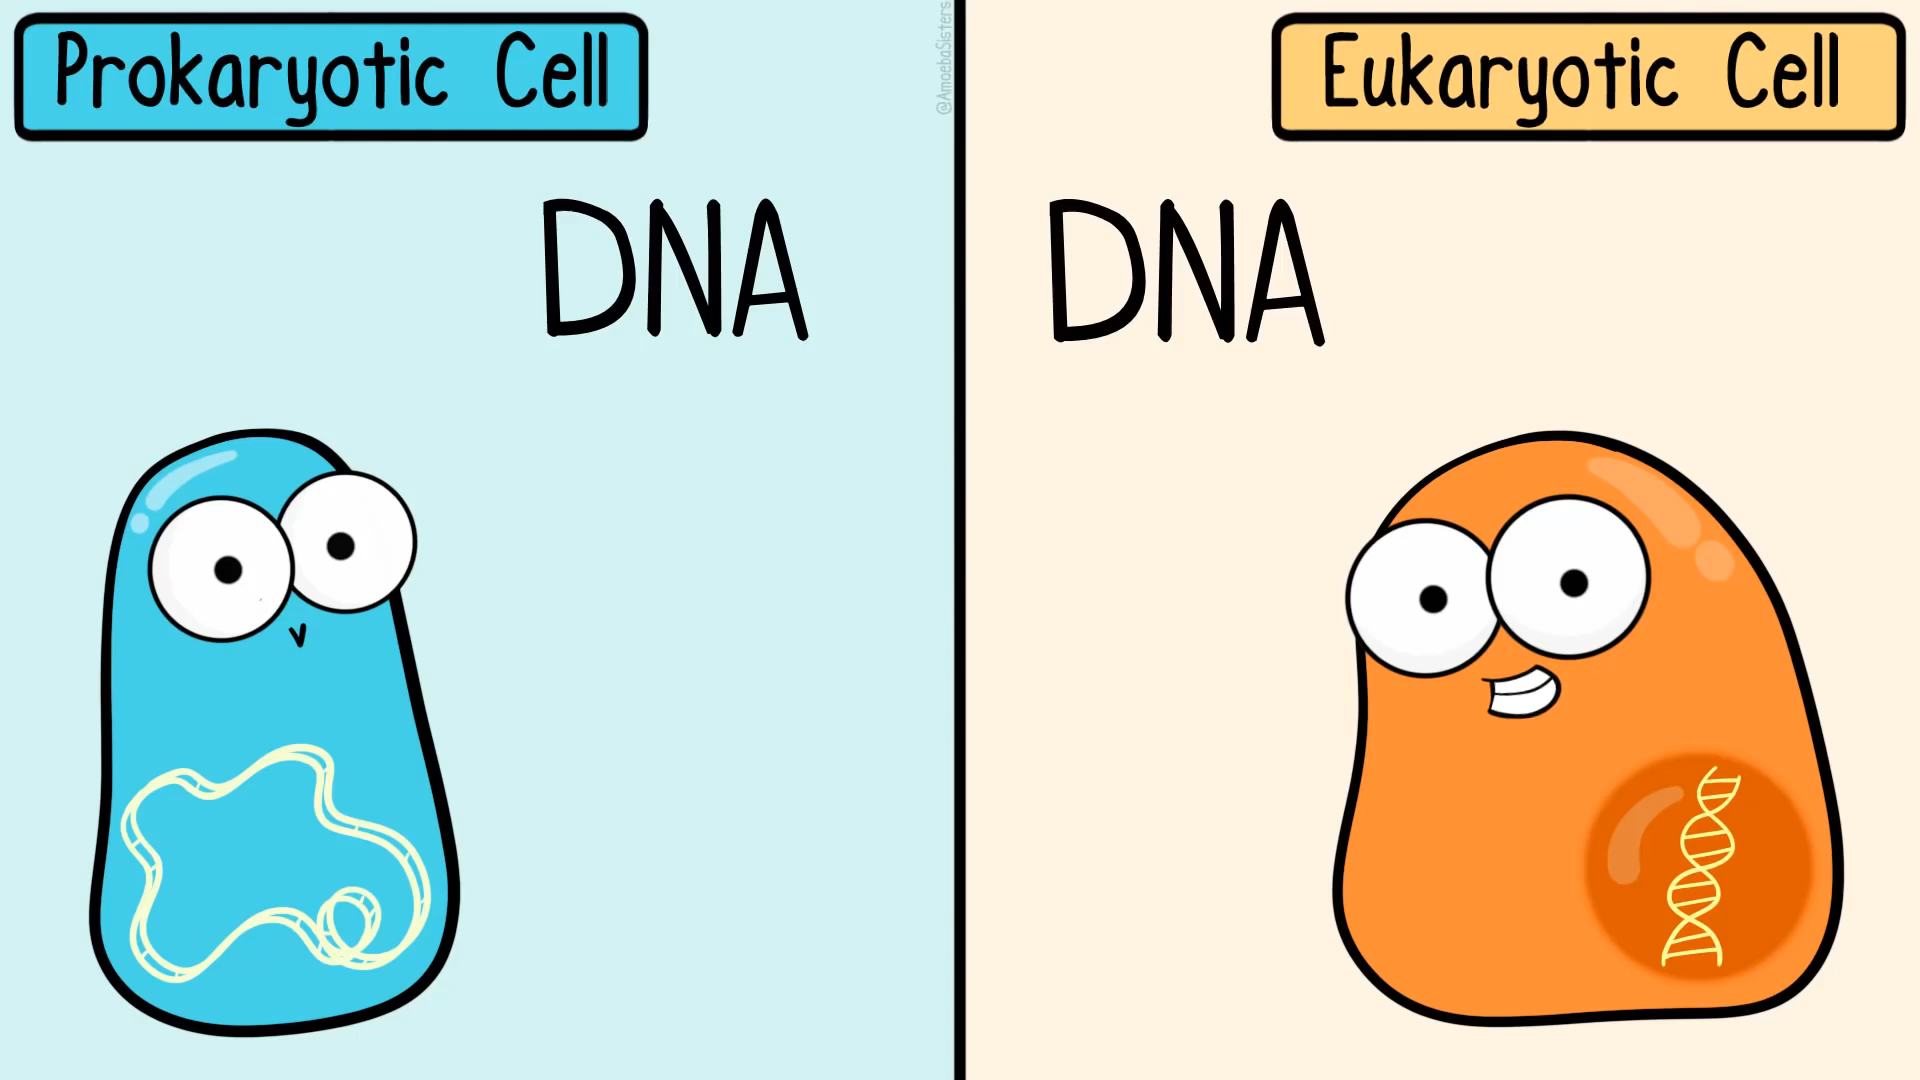 Prokaryotic Cell
@AmoebaSisters
Eukaryotic Cell
DNA
DNA